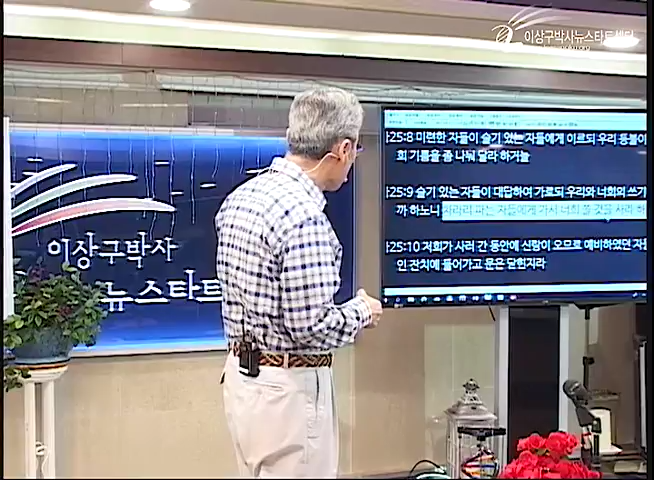 이상구박사뉴스타트센터
25:8 미련한 자들이 슬기 있는 자들에게 이르되 우리 등불이
희 기름을 좀 나눠 달라 하거늘
25:9 슬기 있는 자들이 대답하여 가로되 우리와 너희의 쓰기
까 하노니 차라리 파는 자들에게 가서 너희 쓸 것을 사라 하
25:10 저희가 사러 간 동안에 신랑이 오므로 예비하였던 자
인 잔치에 들어가고 문은 닫힌지라
이상구박사
뉴스타트